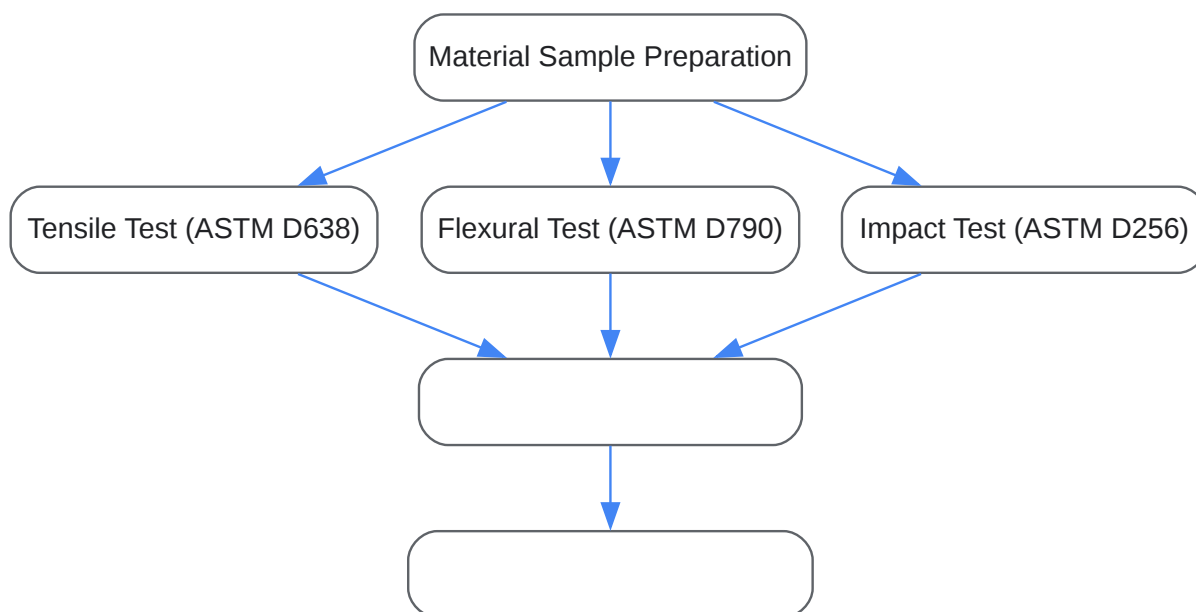 Material Sample Preparation
Tensile Test (ASTM D638)
Flexural Test (ASTM D790)
Impact Test (ASTM D256)